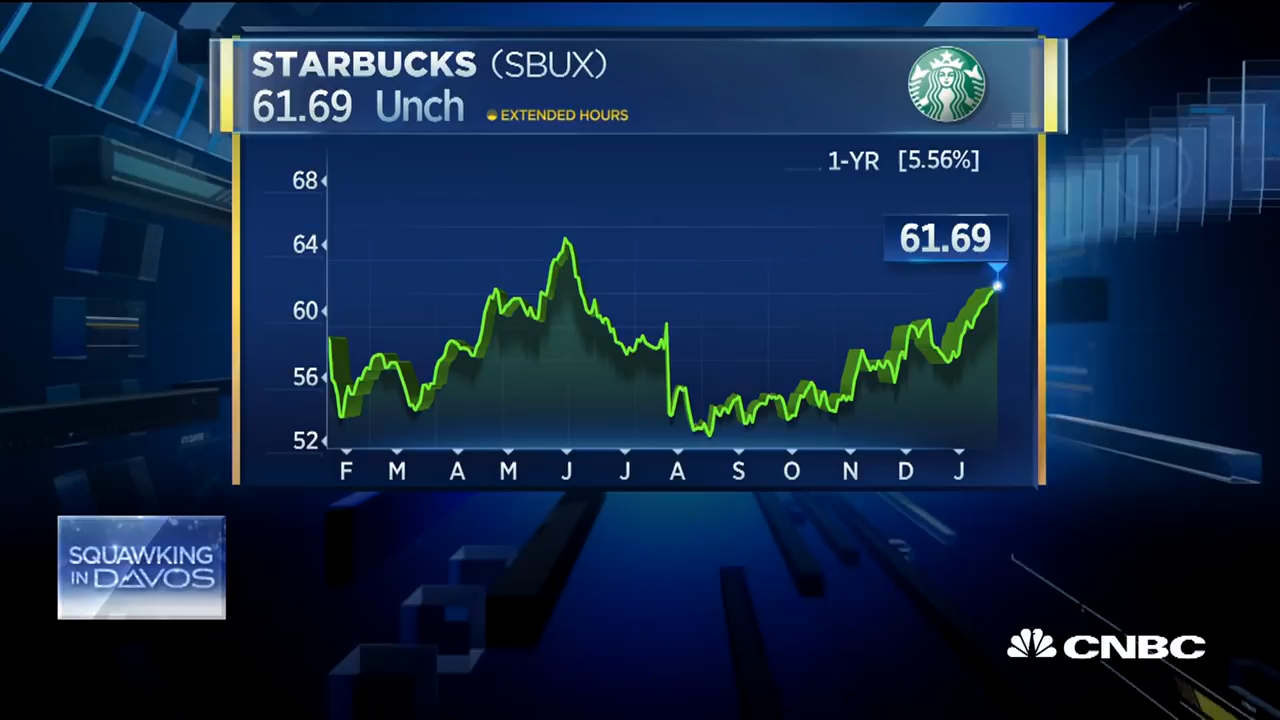 STARBUCKS (SBUX)
61.69 Unch EXTENDED HOURS
1-YR [5.56%]
68
64
60
56
52
61.69
F M A M J J A S O N D J
SQUAWKING
IN DAVOS
CNBC